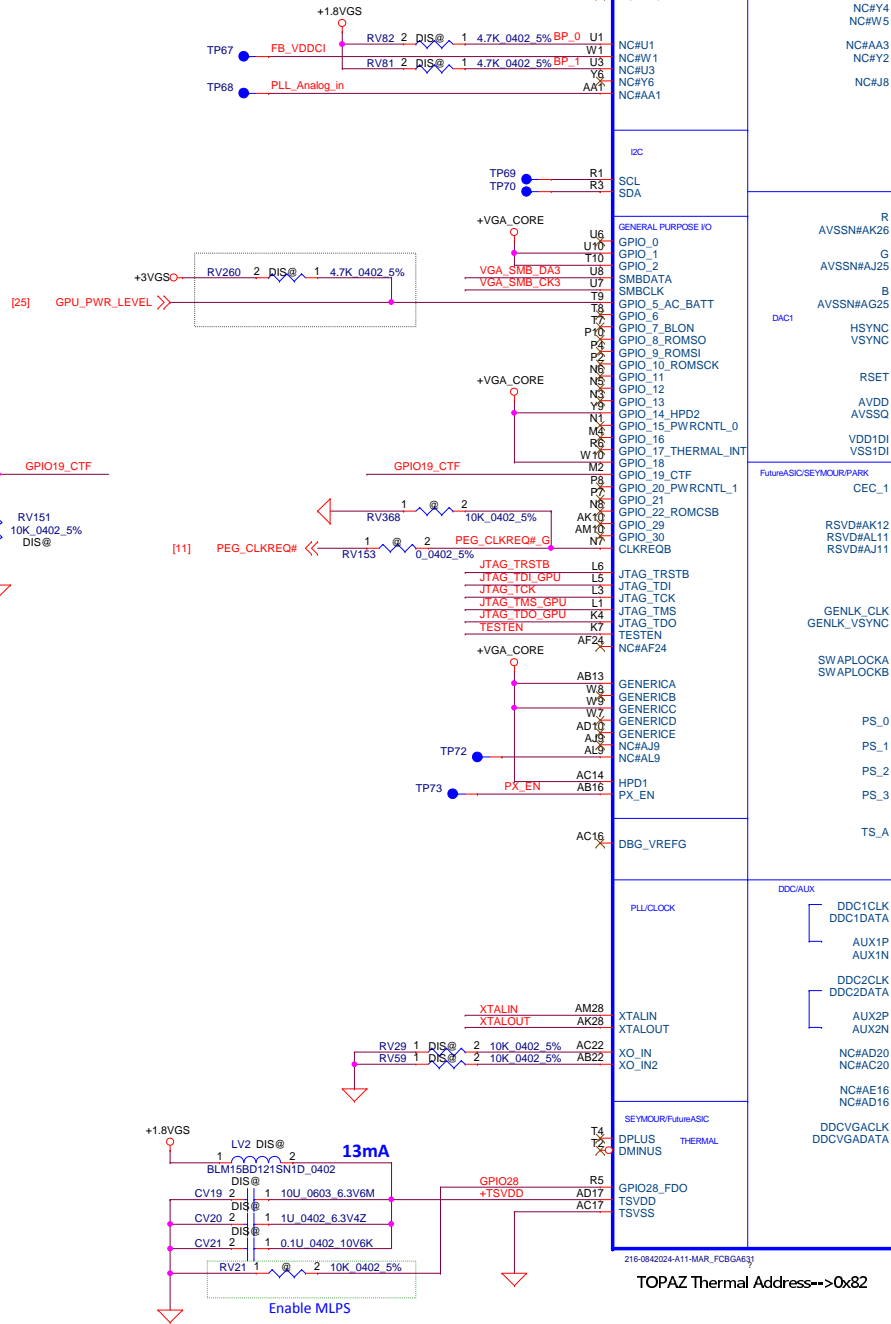 +1.8VGS
RV82 2 DIS@ 1 4.7K_0402_5% BP_0 U1
NC#U1
TP67 FB_VDDCI W1
NC#W1
RV81 2 DIS@ 1 4.7K_0402_5% BP_1 U3
NC#U3
Y6
NC#Y6
TP68 PLL_Analog_in AA1
NC#AA1
NC#Y4
NC#W5
NC#AA3
NC#Y2
NC#J8
I2C
TP69 R1 SCL
TP70 R3 SDA
+VGA_CORE
GENERAL PURPOSE I/O
U6 GPIO_0
U10 GPIO_1
T10 GPIO_2
VGA_SMB_DA3 U8 SMBDATA
VGA_SMB_CK3 U7 SMBCLK
+3VGS RV260 2 DIS@ 1 4.7K_0402_5%
[25] GPU_PWR_LEVEL T9 GPIO_5_AC_BATT
T8 GPIO_6
T7 GPIO_7_BLON
P10 GPIO_8_ROMSO
P4 GPIO_9_ROMSI
P2 GPIO_10_ROMSCK
N6 GPIO_11
N5 GPIO_12
N3 GPIO_13
+VGA_CORE
Y9 GPIO_14_HPD2
N1 GPIO_15_PWRCNTL_0
M4 GPIO_16
R6 GPIO_17_THERMAL_INT
W10 GPIO_18
GPIO19_CTF
GPIO19_CTF M2 GPIO_19_CTF
P8 GPIO_20_PWRCNTL_1
P7 GPIO_21
N8 GPIO_22_ROMCSB
AK10 GPIO_29
AM10 GPIO_30
RV151
10K_0402_5%
DIS@
1 @ 2
RV368 10K_0402_5%
[11] PEG_CLKREQ# 1 @ 2 PEG_CLKREQ#_G N7 CLKREQB
RV153 0_0402_5%
JTAG_TRSTB L6 JTAG_TRSTB
JTAG_TDI_GPU L5 JTAG_TDI
JTAG_TCK L3 JTAG_TCK
JTAG_TMS_GPU L1 JTAG_TMS
JTAG_TDO_GPU K4 JTAG_TDO
TESTEN K7 TESTEN
AF24 NC#AF24
+VGA_CORE
AB13 GENERICA
W8 GENERICB
W9 GENERICC
W7 GENERICD
AD10 GENERICE
AJ9 NC#AJ9
TP72 AL9 NC#AL9
AC14 HPD1
TP73 PX_EN AB16 PX_EN
AC16 DBG_VREFG
R
AVSSN#AK26
G
AVSSN#AJ25
B
AVSSN#AG25
DAC1
HSYNC
VSYNC
RSET
AVDD
AVSSQ
VDD1DI
VSS1DI
FutureASIC/SEYMOUR/PARK
CEC_1
RSVD#AK12
RSVD#AL11
RSVD#AJ11
GENLK_CLK
GENLK_VSYNC
SWAPLOCKA
SWAPLOCKB
PS_0
PS_1
PS_2
PS_3
TS_A
PLL/CLOCK
XTALIN AM28 XTALIN
XTALOUT AK28 XTALOUT
RV29 1 DIS@ 2 10K_0402_5% AC22 XO_IN
RV59 1 DIS@ 2 10K_0402_5% AB22 XO_IN2
DDC/AUX
DDC1CLK
DDC1DATA
AUX1P
AUX1N
DDC2CLK
DDC2DATA
AUX2P
AUX2N
NC#AD20
NC#AC20
NC#AE16
NC#AD16
DDCVGACLK
DDCVGADATA
SEYMOUR/FutureASIC
THERMAL
T4 DPLUS
T2 DMINUS
+1.8VGS
LV2 DIS@
1 2
13mA
BLM15BD121SN1D_0402
DIS@
CV19 2 1 10U_0603_6.3V6M
DIS@
CV20 2 1 1U_0402_6.3V4Z
DIS@
CV21 2 1 0.1U_0402_10V6K
RV21 1 @ 2 10K_0402_5%
Enable MLPS
GPIO28 R5 GPIO28_FDO
+TSVDD AD17 TSVDD
AC17 TSVSS
216-0842024-A11-MAR_FCBGA631
?
TOPAZ Thermal Address-->0x82